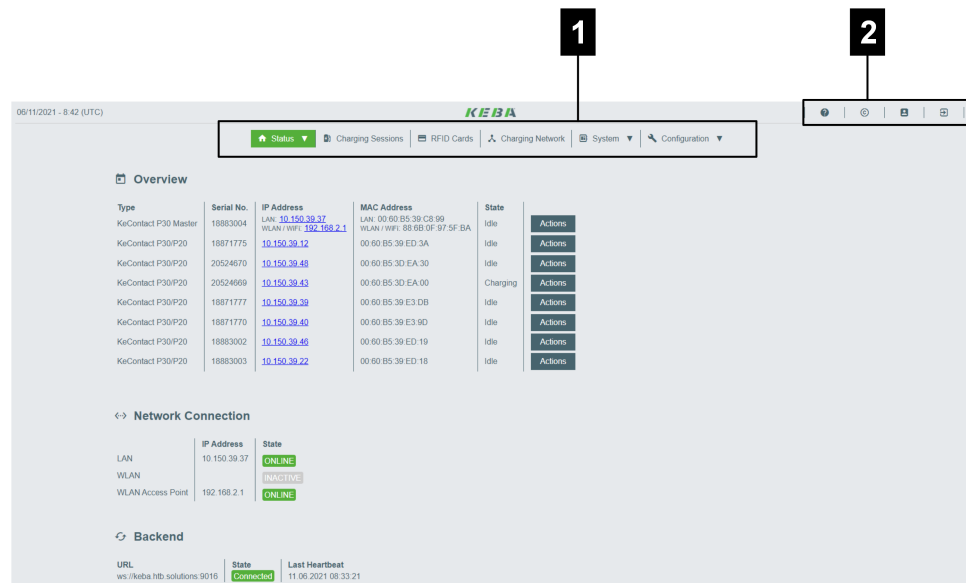 1
2
06/11/2021 - 8:42 (UTC)
KEBA
Status ▼ Charging Sessions RFID Cards Charging Network System ▼ Configuration ▼
Overview
Type Serial No. IP Address MAC Address State
KeContact P30 Master 18883004 LAN: 10.150.39.37 LAN: 00:60:B5:39:C8:99 Idle Actions
WLAN / WIFI: 192.168.2.1 WLAN / WIFI: 88:6B:0F:97:5F:BA
KeContact P30/P20 18871775 10.150.39.12 00:60:B5:39:ED:3A Idle Actions
KeContact P30/P20 20524670 10.150.39.48 00:60:B5:3D:EA:30 Idle Actions
KeContact P30/P20 20524669 10.150.39.43 00:60:B5:3D:EA:00 Charging Actions
KeContact P30/P20 18871777 10.150.39.39 00:60:B5:39:E3:DB Idle Actions
KeContact P30/P20 18871770 10.150.39.40 00:60:B5:39:E3:9D Idle Actions
KeContact P30/P20 18883002 10.150.39.46 00:60:B5:39:ED:19 Idle Actions
KeContact P30/P20 18883003 10.150.39.22 00:60:B5:39:ED:18 Idle Actions
Network Connection
IP Address State
LAN 10.150.39.37 ONLINE
WLAN INACTIVE
WLAN Access Point 192.168.2.1 ONLINE
Backend
URL State Last Heartbeat
ws://keba.htb.solutions:9016 Connected 11.06.2021 08:33:21